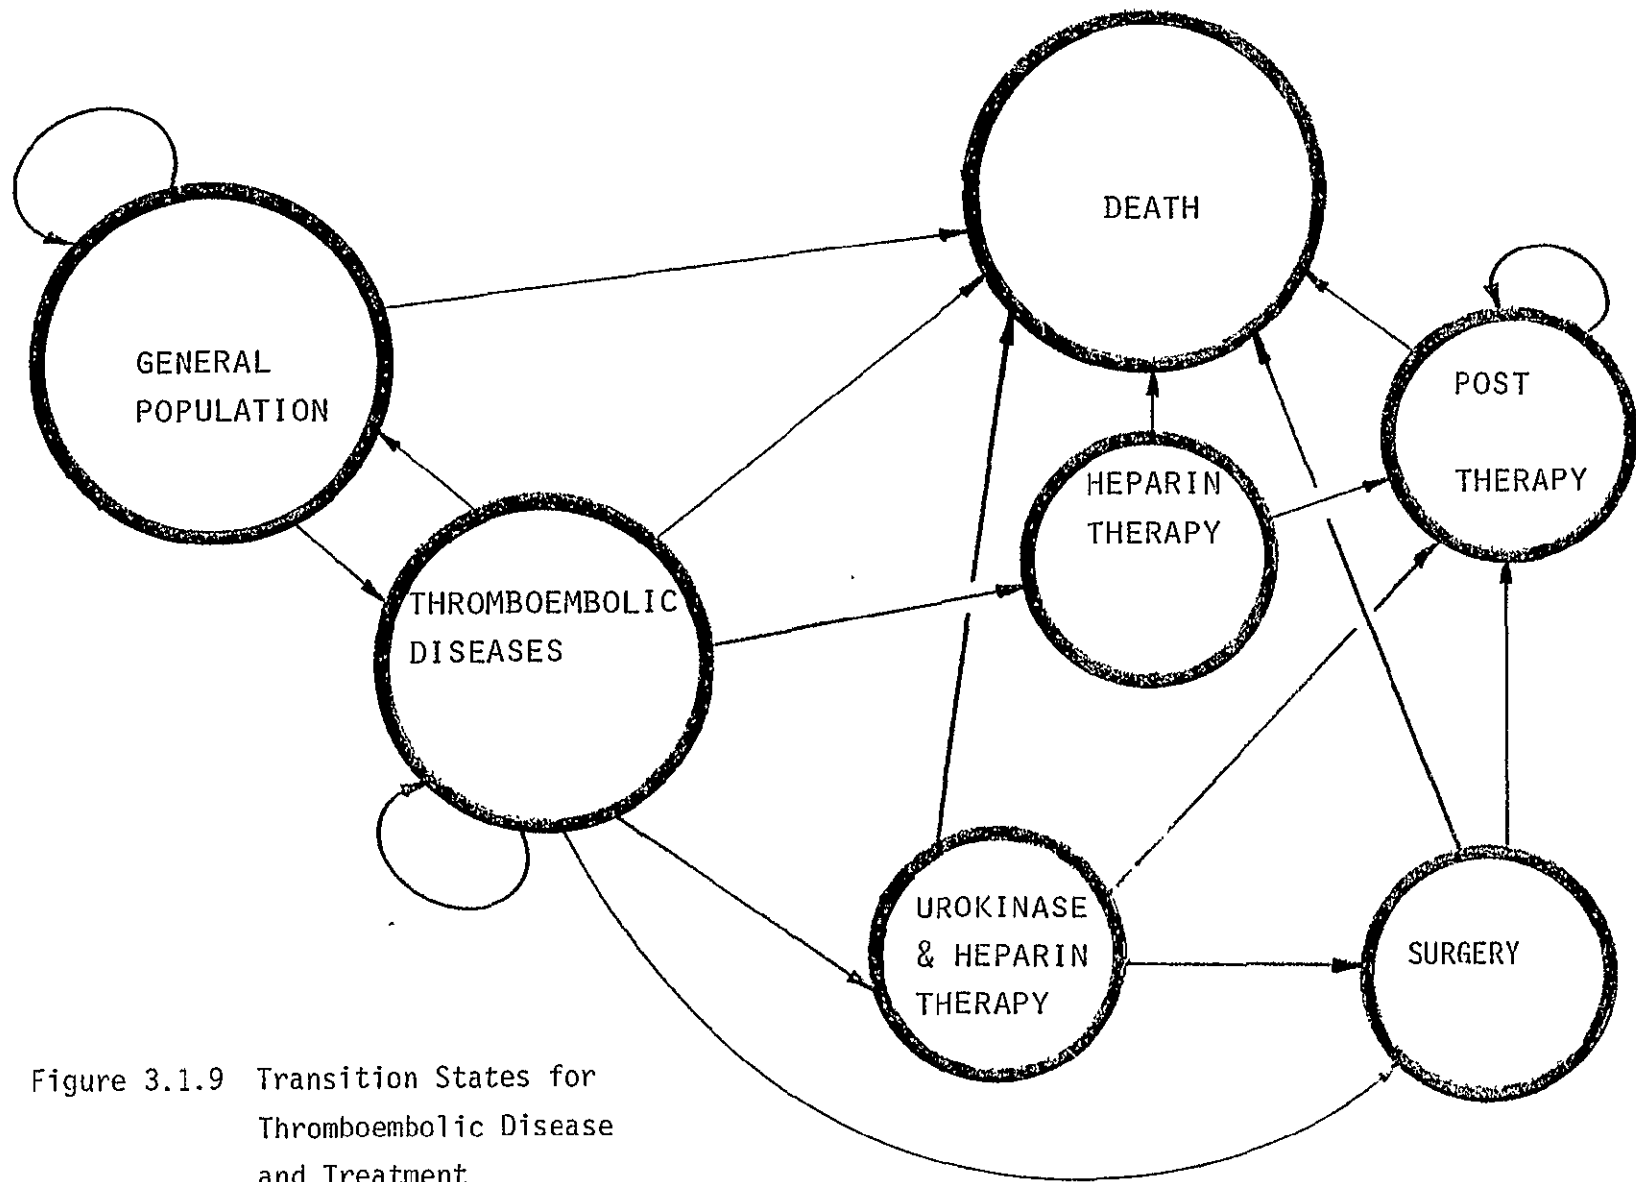 DEATH
GENERAL
POPULATION
POST
THERAPY
HEPARIN
THERAPY
THROMBOEMBOLIC
DISEASES
UROKINASE
& HEPARIN
THERAPY
SURGERY
Figure 3.1.9 Transition States for
Thromboembolic Disease
and Treatment